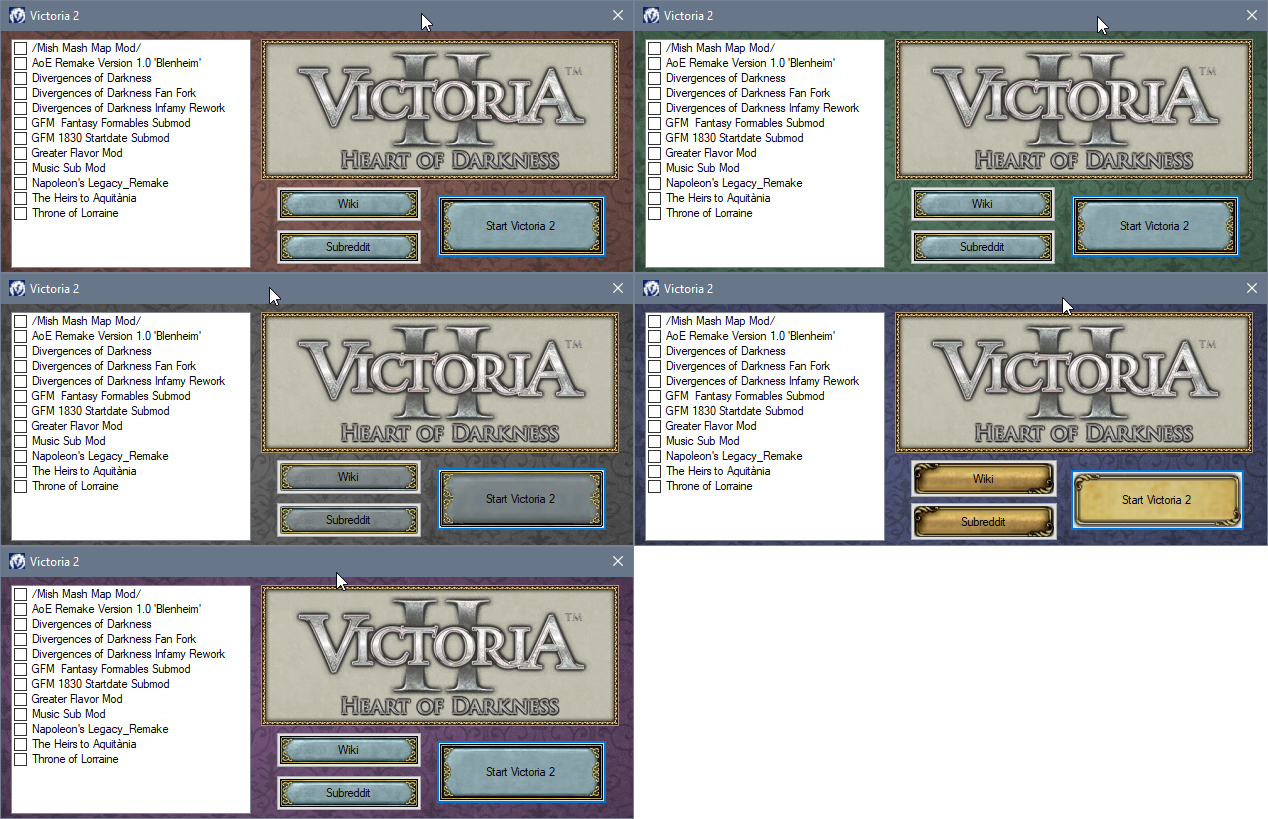 Victoria 2
/Mish Mash Map Mod/
AoE Remake Version 1.0 'Blenheim'
Divergences of Darkness
Divergences of Darkness Fan Fork
Divergences of Darkness Infamy Rework
GFM  Fantasy Formables Submod
GFM 1830 Startdate Submod
Greater Flavor Mod
Music Sub Mod
Napoleon's Legacy_Remake
The Heirs to Aquitània
Throne of Lorraine
II
VICTORIA™
HEART OF DARKNESS
Wiki
Subreddit
Start Victoria 2
Victoria 2
/Mish Mash Map Mod/
AoE Remake Version 1.0 'Blenheim'
Divergences of Darkness
Divergences of Darkness Fan Fork
Divergences of Darkness Infamy Rework
GFM  Fantasy Formables Submod
GFM 1830 Startdate Submod
Greater Flavor Mod
Music Sub Mod
Napoleon's Legacy_Remake
The Heirs to Aquitània
Throne of Lorraine
II
VICTORIA™
HEART OF DARKNESS
Wiki
Subreddit
Start Victoria 2
Victoria 2
/Mish Mash Map Mod/
AoE Remake Version 1.0 'Blenheim'
Divergences of Darkness
Divergences of Darkness Fan Fork
Divergences of Darkness Infamy Rework
GFM  Fantasy Formables Submod
GFM 1830 Startdate Submod
Greater Flavor Mod
Music Sub Mod
Napoleon's Legacy_Remake
The Heirs to Aquitània
Throne of Lorraine
II
VICTORIA™
HEART OF DARKNESS
Wiki
Subreddit
Start Victoria 2
Victoria 2
/Mish Mash Map Mod/
AoE Remake Version 1.0 'Blenheim'
Divergences of Darkness
Divergences of Darkness Fan Fork
Divergences of Darkness Infamy Rework
GFM  Fantasy Formables Submod
GFM 1830 Startdate Submod
Greater Flavor Mod
Music Sub Mod
Napoleon's Legacy_Remake
The Heirs to Aquitània
Throne of Lorraine
II
VICTORIA™
HEART OF DARKNESS
Wiki
Subreddit
Start Victoria 2
Victoria 2
/Mish Mash Map Mod/
AoE Remake Version 1.0 'Blenheim'
Divergences of Darkness
Divergences of Darkness Fan Fork
Divergences of Darkness Infamy Rework
GFM  Fantasy Formables Submod
GFM 1830 Startdate Submod
Greater Flavor Mod
Music Sub Mod
Napoleon's Legacy_Remake
The Heirs to Aquitània
Throne of Lorraine
II
VICTORIA™
HEART OF DARKNESS
Wiki
Subreddit
Start Victoria 2